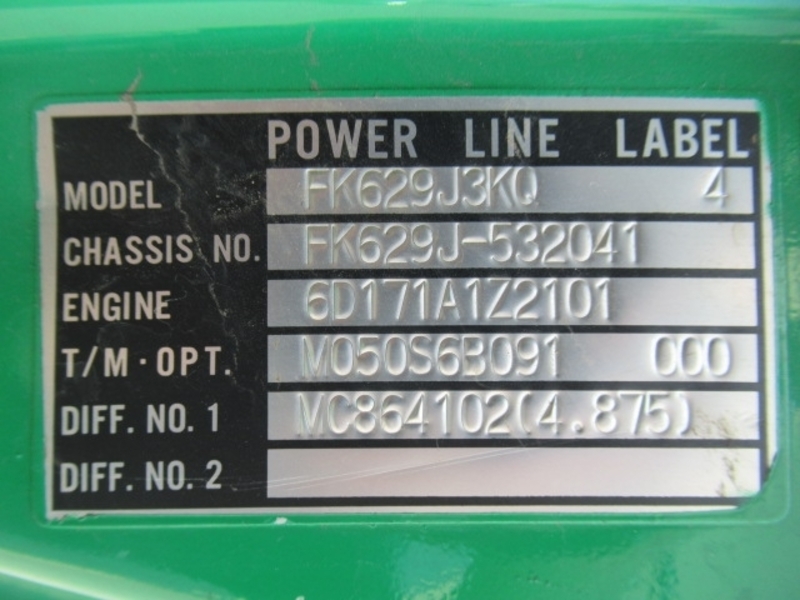 POWER LINE LABEL
MODEL FK629J3KQ 4
CHASSIS NO. FK629J-532041
ENGINE 6D171A1Z2101
T/M·OPT. M050S6B091 000
DIFF. NO. 1 MC864102(4.875)
DIFF. NO. 2